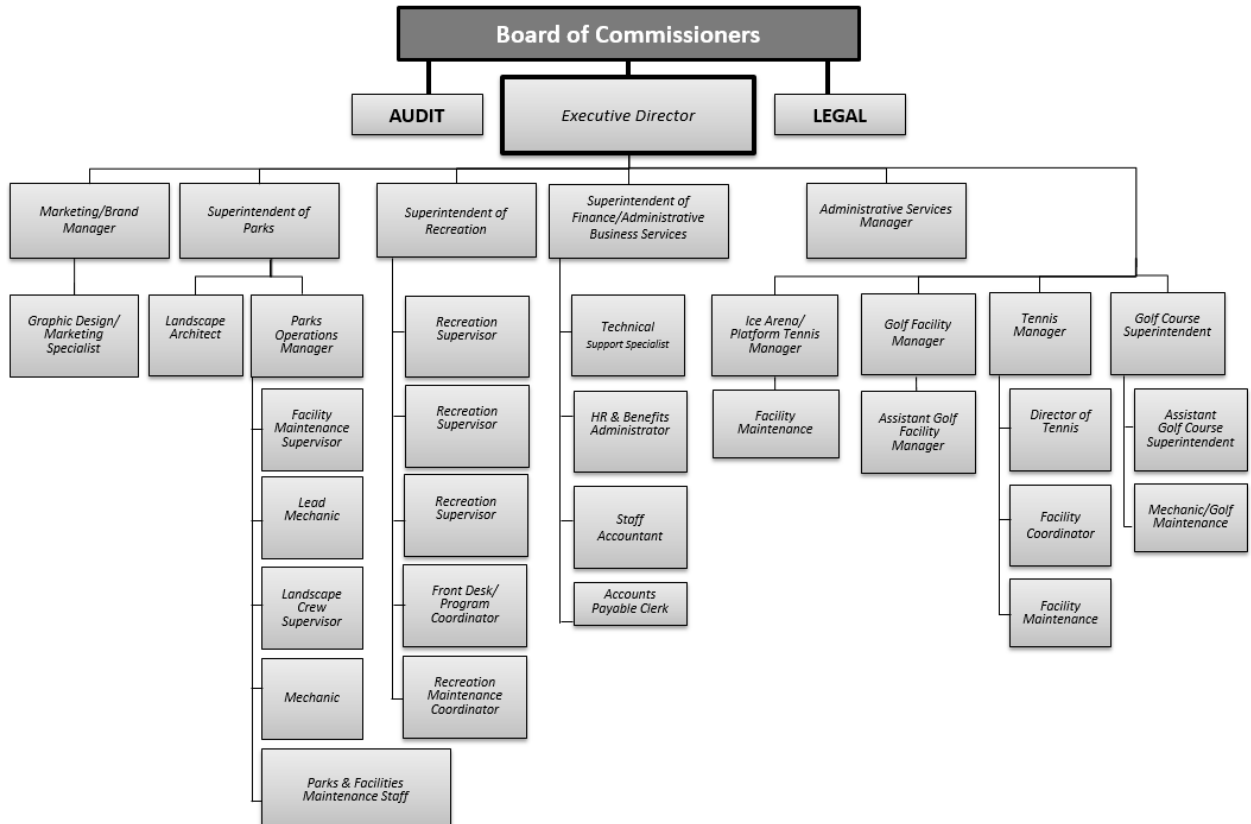 Board of Commissioners
AUDIT
Executive Director
LEGAL
Marketing/Brand
Manager
Superintendent of
Parks
Superintendent of
Recreation
Superintendent of
Finance/Administrative
Business Services
Administrative Services
Manager
Graphic Design/
Marketing
Specialist
Landscape
Architect
Parks
Operations
Manager
Recreation
Supervisor
Technical
Support Specialist
Ice Arena/
Platform Tennis
Manager
Golf Facility
Manager
Tennis
Manager
Golf Course
Superintendent
Facility
Maintenance
Supervisor
Recreation
Supervisor
HR & Benefits
Administrator
Facility
Maintenance
Assistant Golf
Facility
Manager
Director of
Tennis
Assistant
Golf Course
Superintendent
Lead
Mechanic
Recreation
Supervisor
Staff
Accountant
Facility
Coordinator
Mechanic/Golf
Maintenance
Landscape
Crew
Supervisor
Front Desk/
Program
Coordinator
Accounts
Payable Clerk
Facility
Maintenance
Mechanic
Recreation
Maintenance
Coordinator
Parks & Facilities
Maintenance Staff